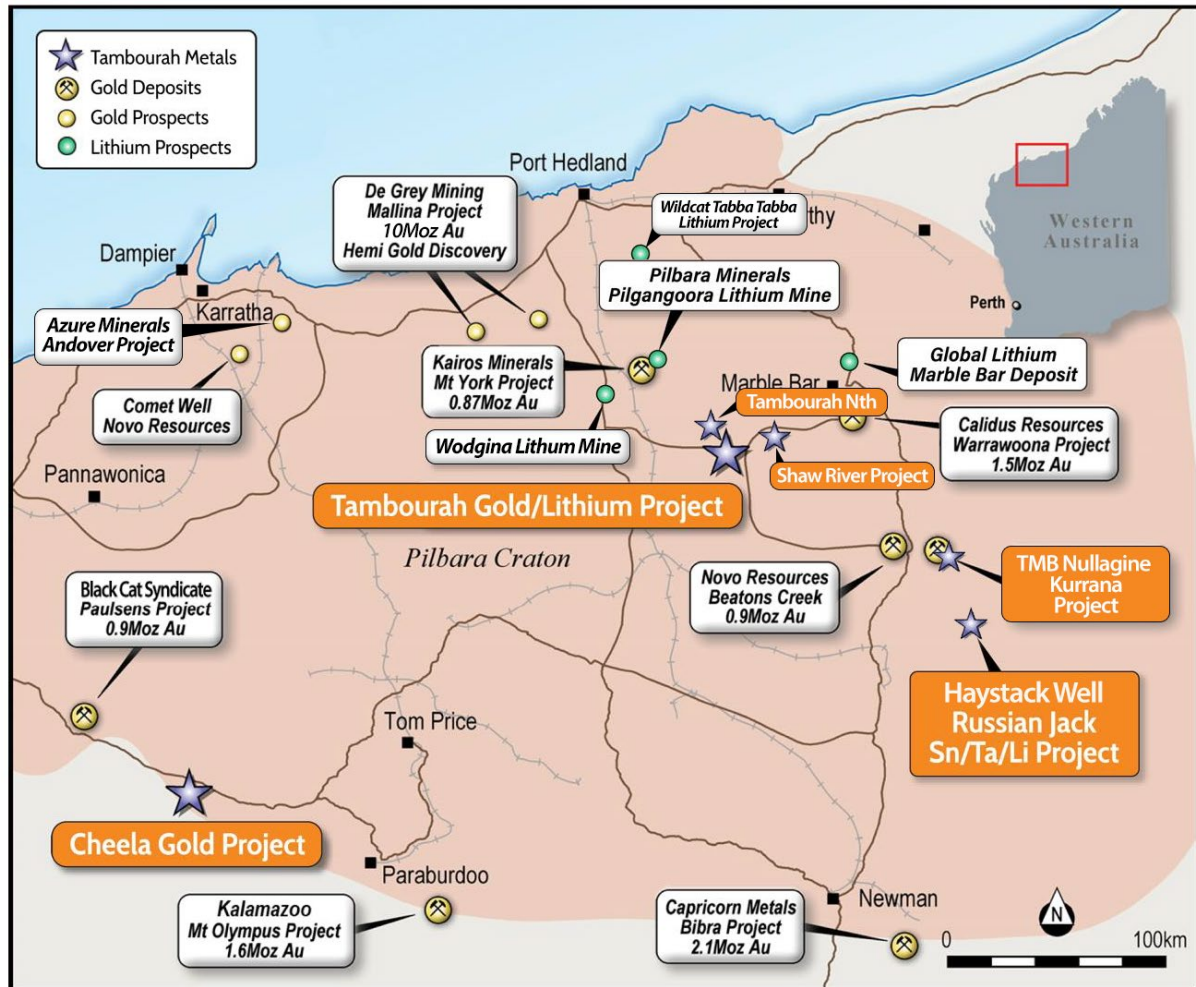 Tambourah Metals
Gold Deposits
Gold Prospects
Lithium Prospects
Port Hedland
De Grey Mining
Mallina Project
10Moz Au
Hemi Gold Discovery
Wildcat Tabba Tabba
Lithium Project
rthy
Western
Australia
Perth
Dampier
Karratha
Pilbara Minerals
Pilgangoora Lithium Mine
Azure Minerals
Andover Project
Kairos Minerals
Mt York Project
0.87Moz Au
Global Lithium
Marble Bar Deposit
Marble Bar
Comet Well
Novo Resources
Tambourah Nth
Wodgina Lithum Mine
Calidus Resources
Warrawoona Project
1.5Moz Au
Shaw River Project
Pannawonica
Tambourah Gold/Lithium Project
Pilbara Craton
Novo Resources
Beatons Creek
0.9Moz Au
TMB Nullagine
Kurrana
Project
Black Cat Syndicate
Paulsens Project
0.9Moz Au
Haystack Well
Russian Jack
Sn/Ta/Li Project
Tom Price
Cheela Gold Project
Paraburdoo
Kalamazoo
Mt Olympus Project
1.6Moz Au
Capricorn Metals
Bibra Project
2.1Moz Au
Newman
N
0 100km